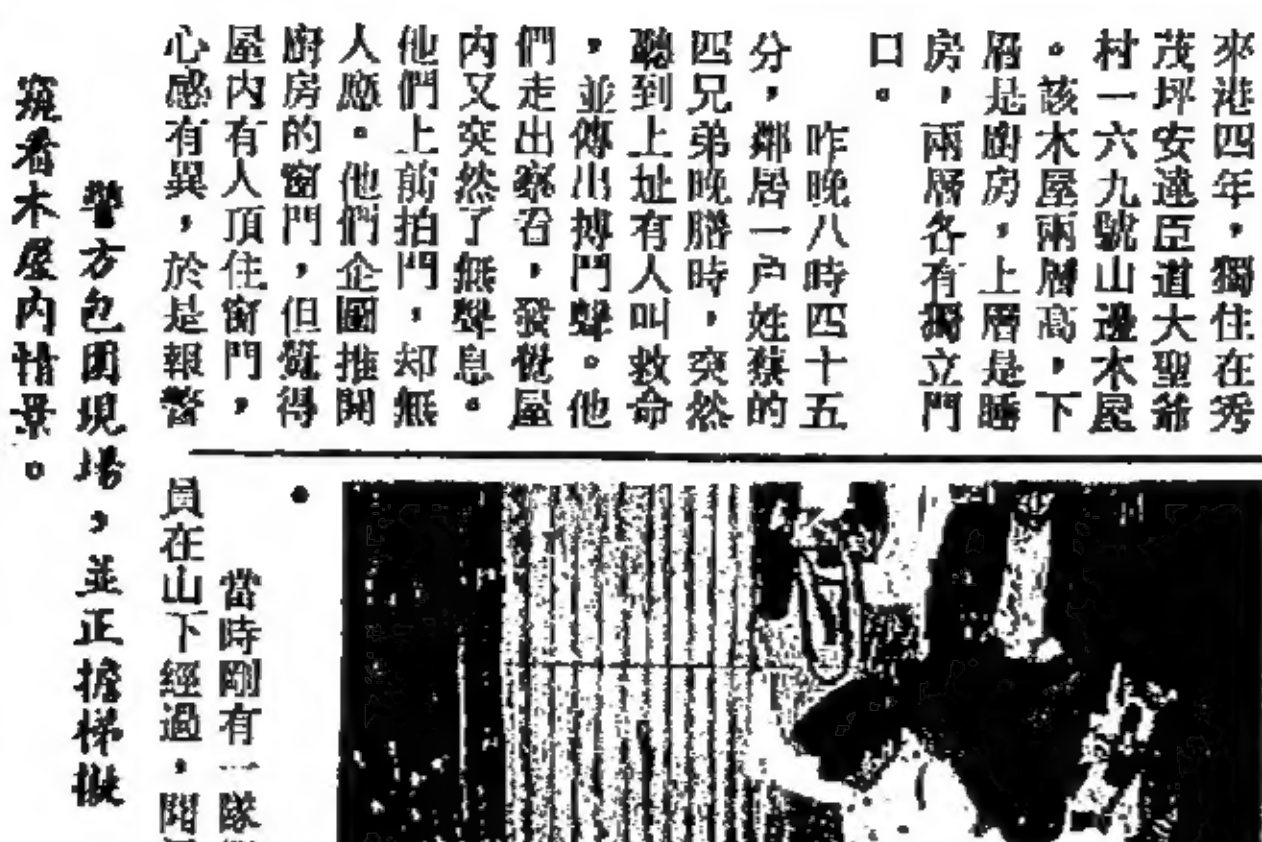 來港四年,獨住在秀
茂坪安達臣道大聖爺
村一六九號山邊木屋
。該木屋兩層高,下
層是廚房,上層是睡
房,兩層各有獨立門
口。
昨晚八時四十五
分,鄰居一户姓蔡的
四兄弟晚膳時,突然
聽到上址有人叫救命
,並傳出搏鬥聲。他
們走出察看,發覺屋
內又突然了無聲息。
他們上前拍門,却無
人應。他們企圖推開
廚房的窗門,但覺得
屋內有人頂住窗門,
心感有異,於是報警
•
當時剛有一隊
員在山下經過,聞
警方包圍現場,並正擔梯擬
窺看木屋內情景。